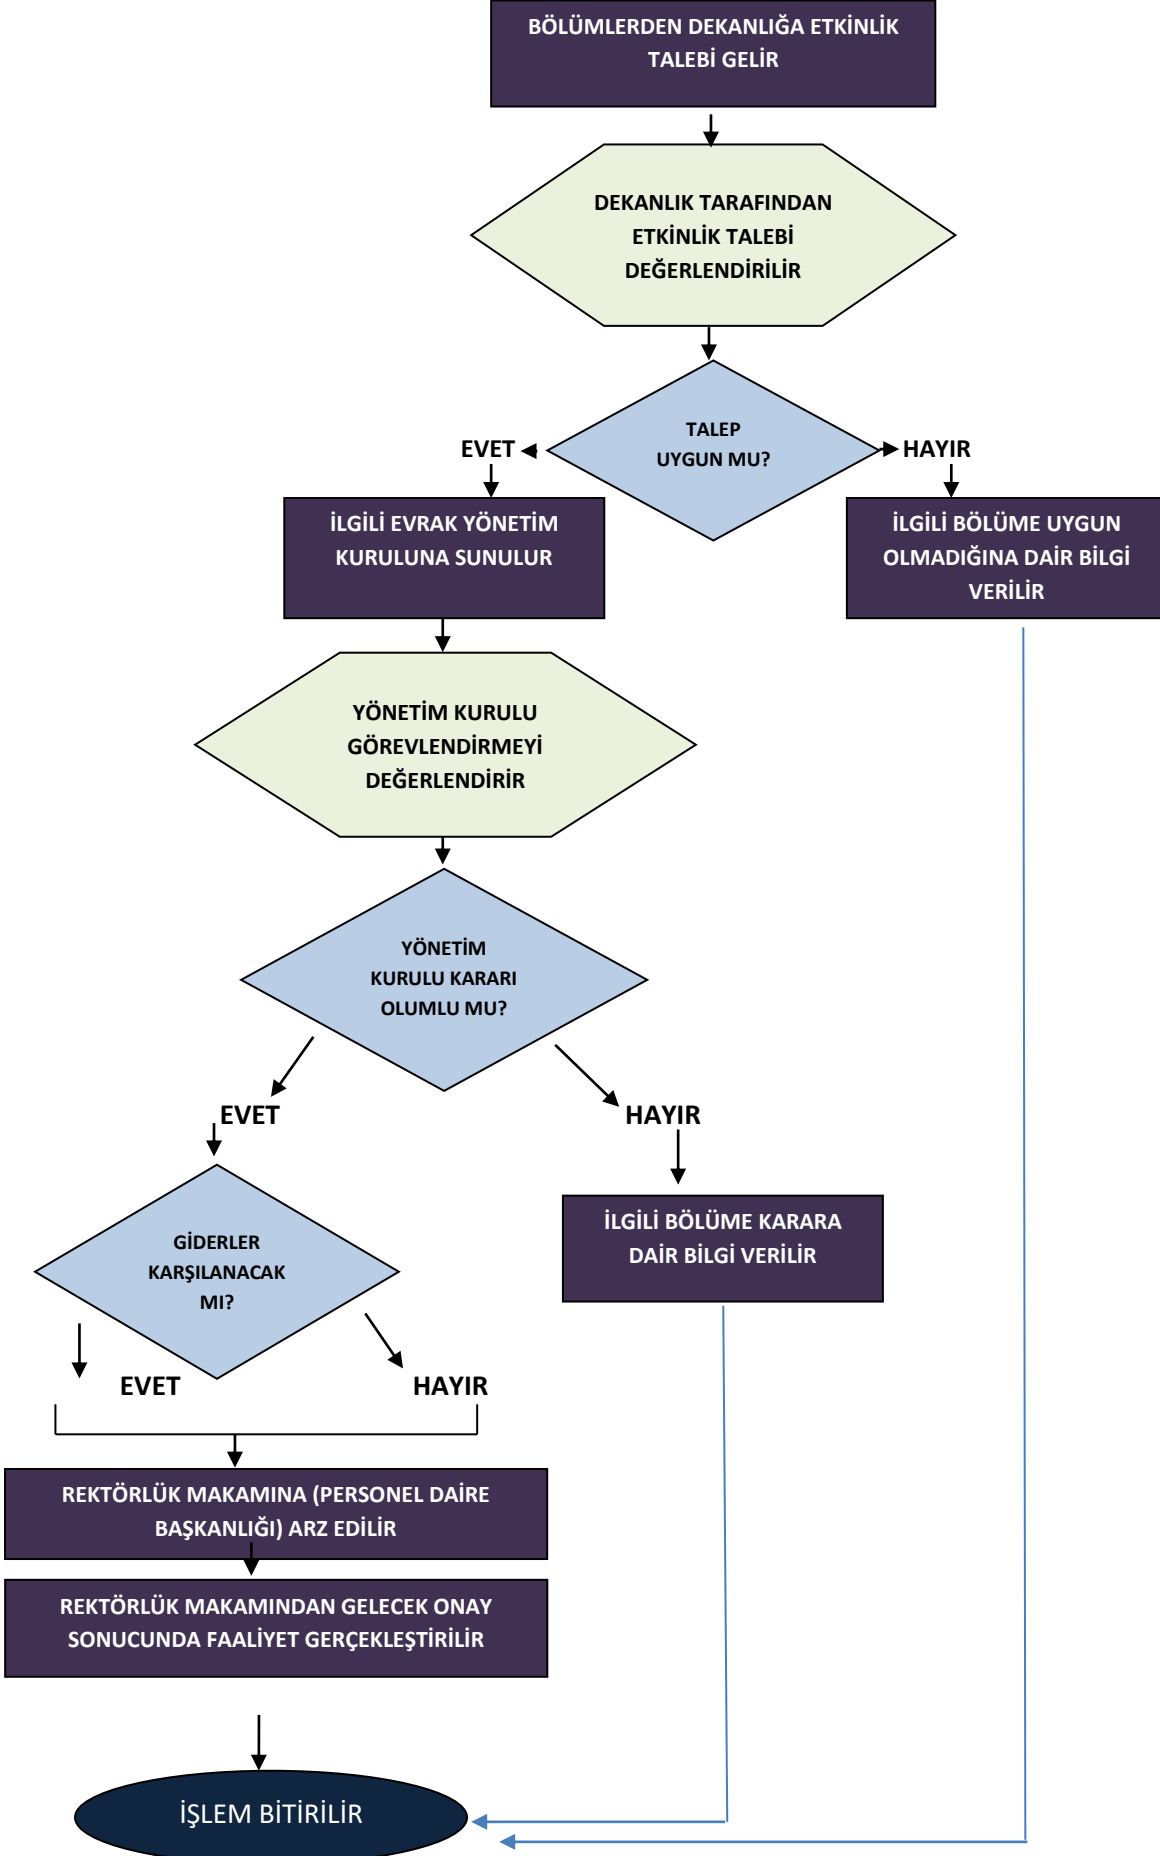 BÖLÜMLERDEN DEKANLIĞA ETKİNLİK
TALEBİ GELİR
DEKANLIK TARAFINDAN
ETKİNLİK TALEBİ
DEĞERLENDİRİLİR
TALEP
UYGUN MU?
EVET
HAYIR
İLGİLİ EVRAK YÖNETİM
KURULUNA SUNULUR
İLGİLİ BÖLÜME UYGUN
OLMADIĞINA DAİR BİLGİ
VERİLİR
YÖNETİM KURULU
GÖREVLENDİRMEYİ
DEĞERLENDİRİR
YÖNETİM
KURULU KARARI
OLUMLU MU?
EVET
HAYIR
GİDERLER
KARŞILANACAK
MI?
İLGİLİ BÖLÜME KARARA
DAİR BİLGİ VERİLİR
EVET
HAYIR
REKTÖRLÜK MAKAMINA (PERSONEL DAİRE
BAŞKANLIĞI) ARZ EDİLİR
REKTÖRLÜK MAKAMINDAN GELECEK ONAY
SONUCUNDA FAALİYET GERÇEKLEŞTİRİLİR
İŞLEM BİTİRİLİR